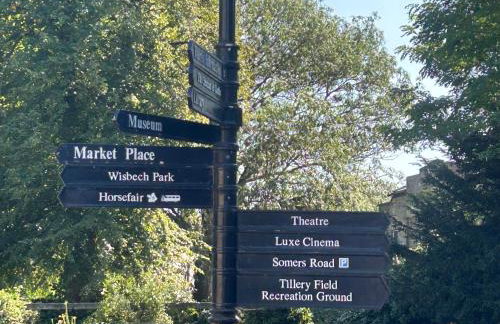 Museum
Market Place
Wisbech Park
Horsefair
Theatre
Luxe Cinema
Somers Road P
Tillery Field
Recreation Ground